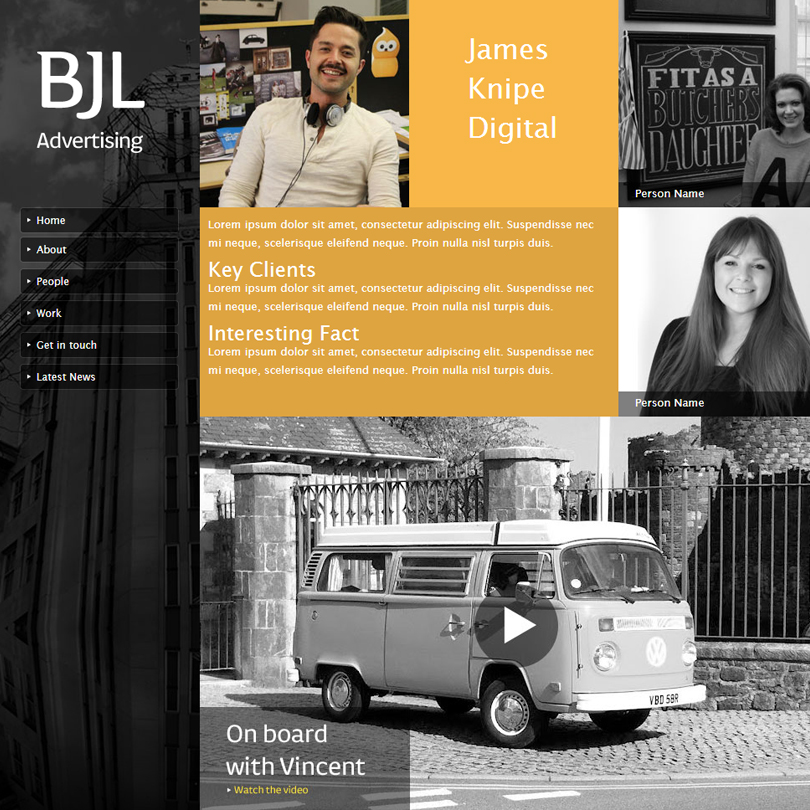 BJL
Advertising
Home
About
People
Work
Get in touch
Latest News
James
Knipe
Digital
Lorem ipsum dolor sit amet, consectetur adipiscing elit. Suspendisse nec
mi neque, scelerisque eleifend neque. Proin nulla nisl turpis duis.
Key Clients
Lorem ipsum dolor sit amet, consectetur adipiscing elit. Suspendisse nec
mi neque, scelerisque eleifend neque. Proin nulla nisl turpis duis.
Interesting Fact
Lorem ipsum dolor sit amet, consectetur adipiscing elit. Suspendisse nec
mi neque, scelerisque eleifend neque. Proin nulla nisl turpis duis.
FIT AS A
BUTCHERS
DAUGHTER
A
Person Name
Person Name
VBD 58R
On board
with Vincent
Watch the video